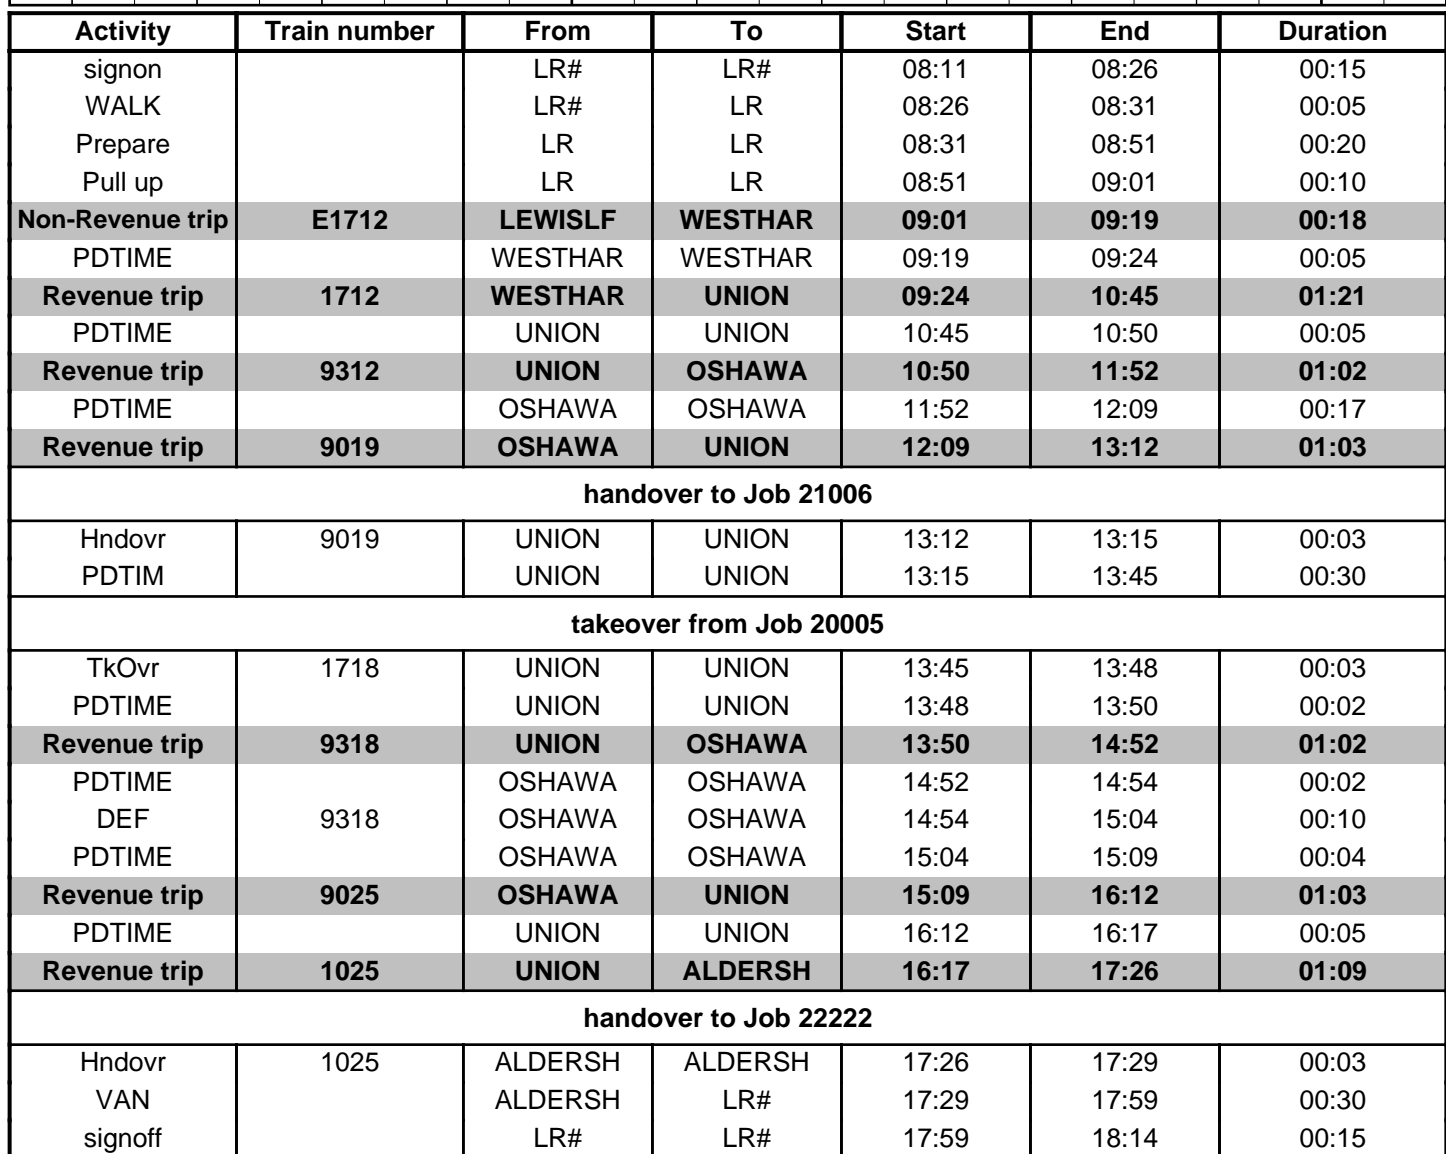 Activity Train number From To Start End Duration
signon LR# LR# 08:11 08:26 00:15
WALK LR# LR 08:26 08:31 00:05
Prepare LR LR 08:31 08:51 00:20
Pull up LR LR 08:51 09:01 00:10
Non-Revenue trip E1712 LEWISLF WESTHAR 09:01 09:19 00:18
PDTIME WESTHAR WESTHAR 09:19 09:24 00:05
Revenue trip 1712 WESTHAR UNION 09:24 10:45 01:21
PDTIME UNION UNION 10:45 10:50 00:05
Revenue trip 9312 UNION OSHAWA 10:50 11:52 01:02
PDTIME OSHAWA OSHAWA 11:52 12:09 00:17
Revenue trip 9019 OSHAWA UNION 12:09 13:12 01:03
handover to Job 21006
Hndovr 9019 UNION UNION 13:12 13:15 00:03
PDTIM UNION UNION 13:15 13:45 00:30
takeover from Job 20005
TkOvr 1718 UNION UNION 13:45 13:48 00:03
PDTIME UNION UNION 13:48 13:50 00:02
Revenue trip 9318 UNION OSHAWA 13:50 14:52 01:02
PDTIME OSHAWA OSHAWA 14:52 14:54 00:02
DEF 9318 OSHAWA OSHAWA 14:54 15:04 00:10
PDTIME OSHAWA OSHAWA 15:04 15:09 00:04
Revenue trip 9025 OSHAWA UNION 15:09 16:12 01:03
PDTIME UNION UNION 16:12 16:17 00:05
Revenue trip 1025 UNION ALDERSH 16:17 17:26 01:09
handover to Job 22222
Hndovr 1025 ALDERSH ALDERSH 17:26 17:29 00:03
VAN ALDERSH LR# 17:29 17:59 00:30
signoff LR# LR# 17:59 18:14 00:15